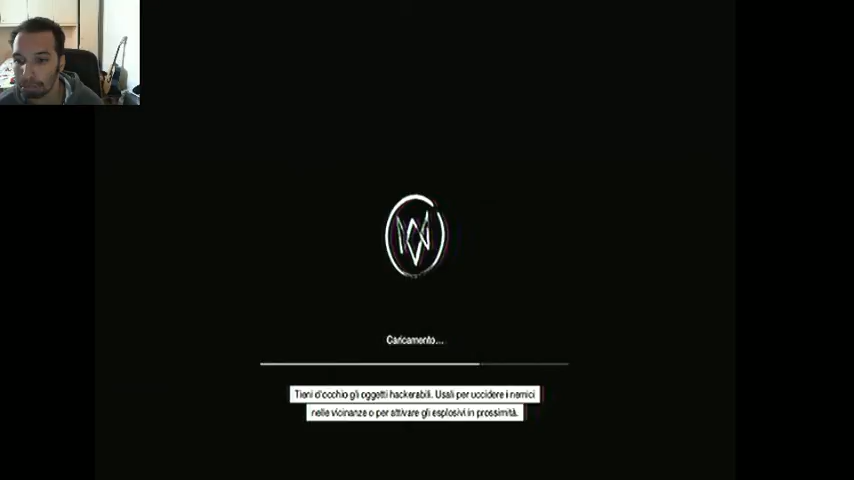 Caricamento...
Tieni d'occhio gli oggetti hackerabili. Usali per uccidere i nemici
nelle vicinanze o per attivare gli esplosivi in prossimità.